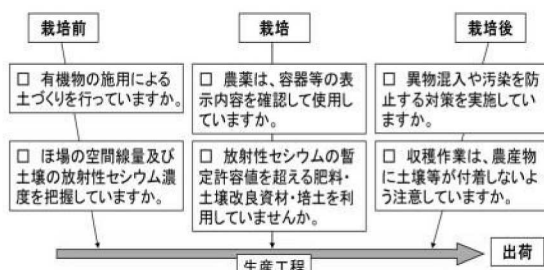 栽培前
□ 有機物の施用による
土づくりを行っていますか。
□ ほ場の空間線量及び
土壌の放射性セシウム濃
度を把握していますか。
栽培
□ 農薬は、容器等の表
示内容を確認して使用し
ていますか。
□ 放射性セシウムの暫
定許容値を超える肥料・
土壌改良資材・培土を利
用していませんか。
栽培後
□ 異物混入や汚染を防
止する対策を実施してい
ますか。
□ 収穫作業は、農産物
に土壌等が付着しないよ
う注意していますか。
生産工程
出荷